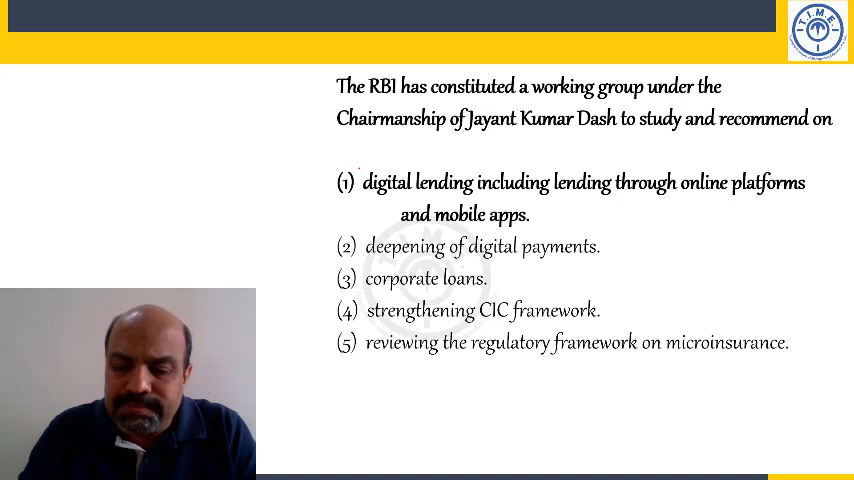 T.I.M.E.
The RBI has constituted a working group under the
Chairmanship of Jayant Kumar Dash to study and recommend on
(1) digital lending including lending through online platforms
and mobile apps.
(2) deepening of digital payments.
(3) corporate loans.
(4) strengthening CIC framework.
(5) reviewing the regulatory framework on microinsurance.